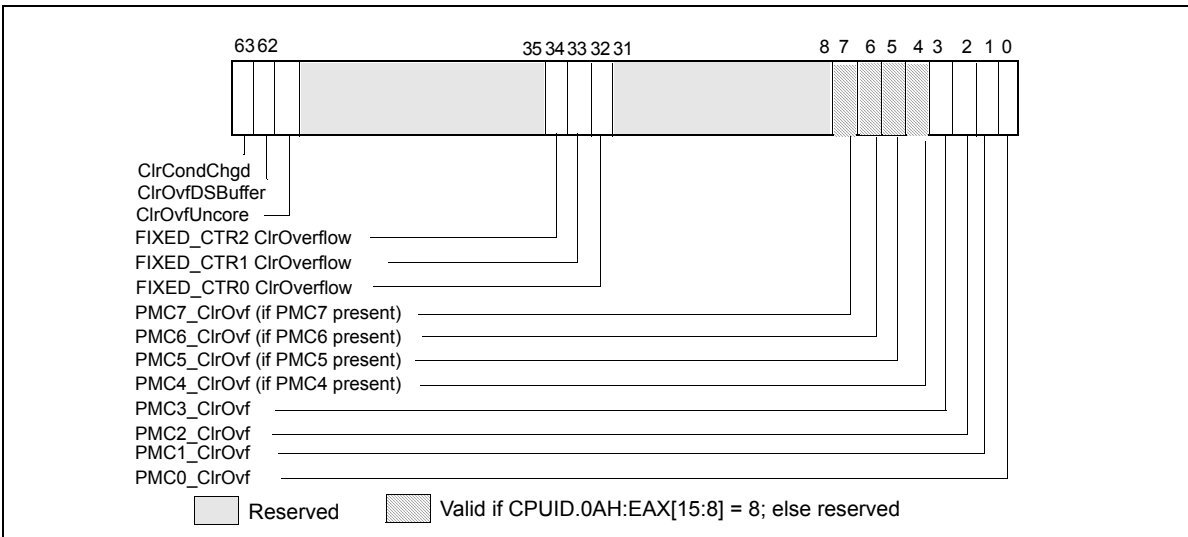 63 62 35 34 33 32 31 8 7 6 5 4 3 2 1 0
ClrCondChgd
ClrOvfDSBuffer
ClrOvfUncore
FIXED_CTR2 ClrOverflow
FIXED_CTR1 ClrOverflow
FIXED_CTR0 ClrOverflow
PMC7_ClrOvf (if PMC7 present)
PMC6_ClrOvf (if PMC6 present)
PMC5_ClrOvf (if PMC5 present)
PMC4_ClrOvf (if PMC4 present)
PMC3_ClrOvf
PMC2_ClrOvf
PMC1_ClrOvf
PMC0_ClrOvf
Reserved Valid if CPUID.0AH:EAX[15:8] = 8; else reserved